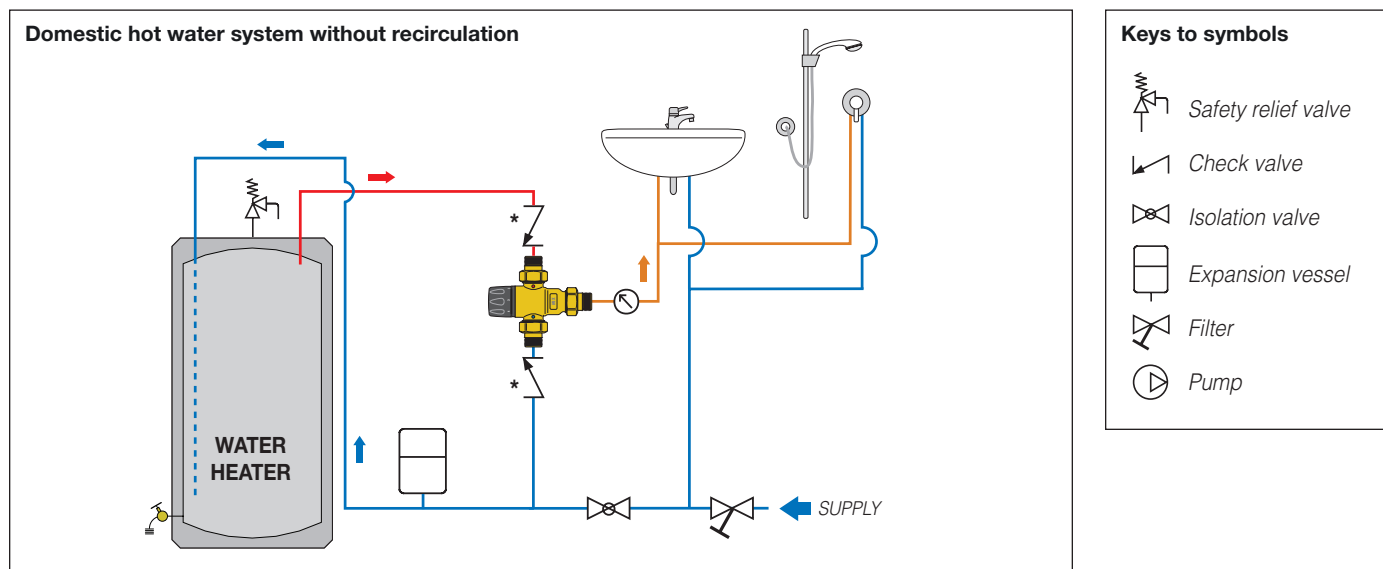 Domestic hot water system without recirculation
*
*
WATER
HEATER
SUPPLY
Keys to symbols
Safety relief valve
Check valve
Isolation valve
Expansion vessel
Filter
Pump